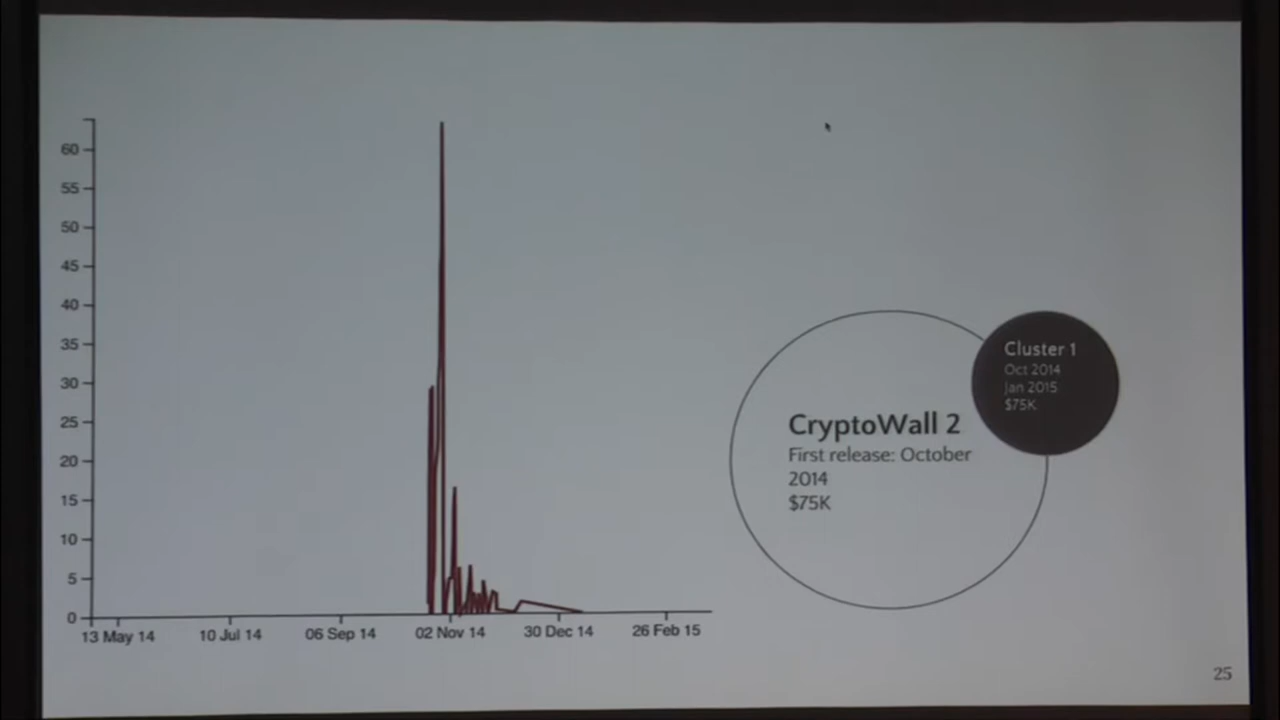 60
55
50
45
40
35
30
25
20
15
10
5
0
13 May 14
10 Jul 14
06 Sep 14
02 Nov 14
30 Dec 14
26 Feb 15
CryptoWall 2
First release: October
2014
$75K
Cluster 1
Oct 2014
Jan 2015
$75K
25